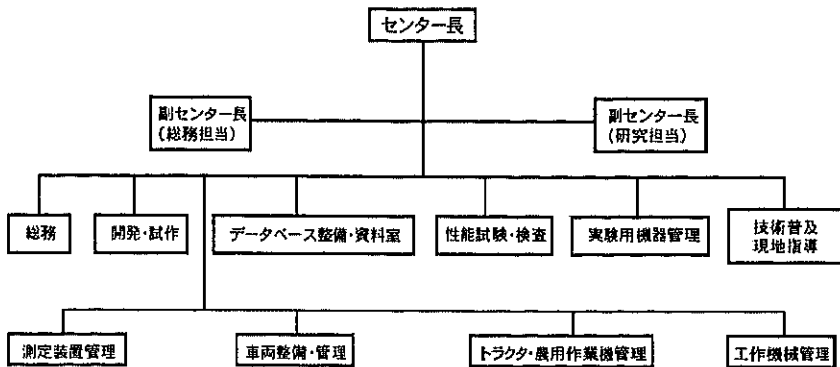 センター長
副センター長
(総務担当)
副センター長
(研究担当)
総務
開発・試作
データベース整備・資料室
性能試験・検査
実験用機器管理
技術普及
現地指導
測定装置管理
車両整備・管理
トラクタ・農用作業機管理
工作機械管理